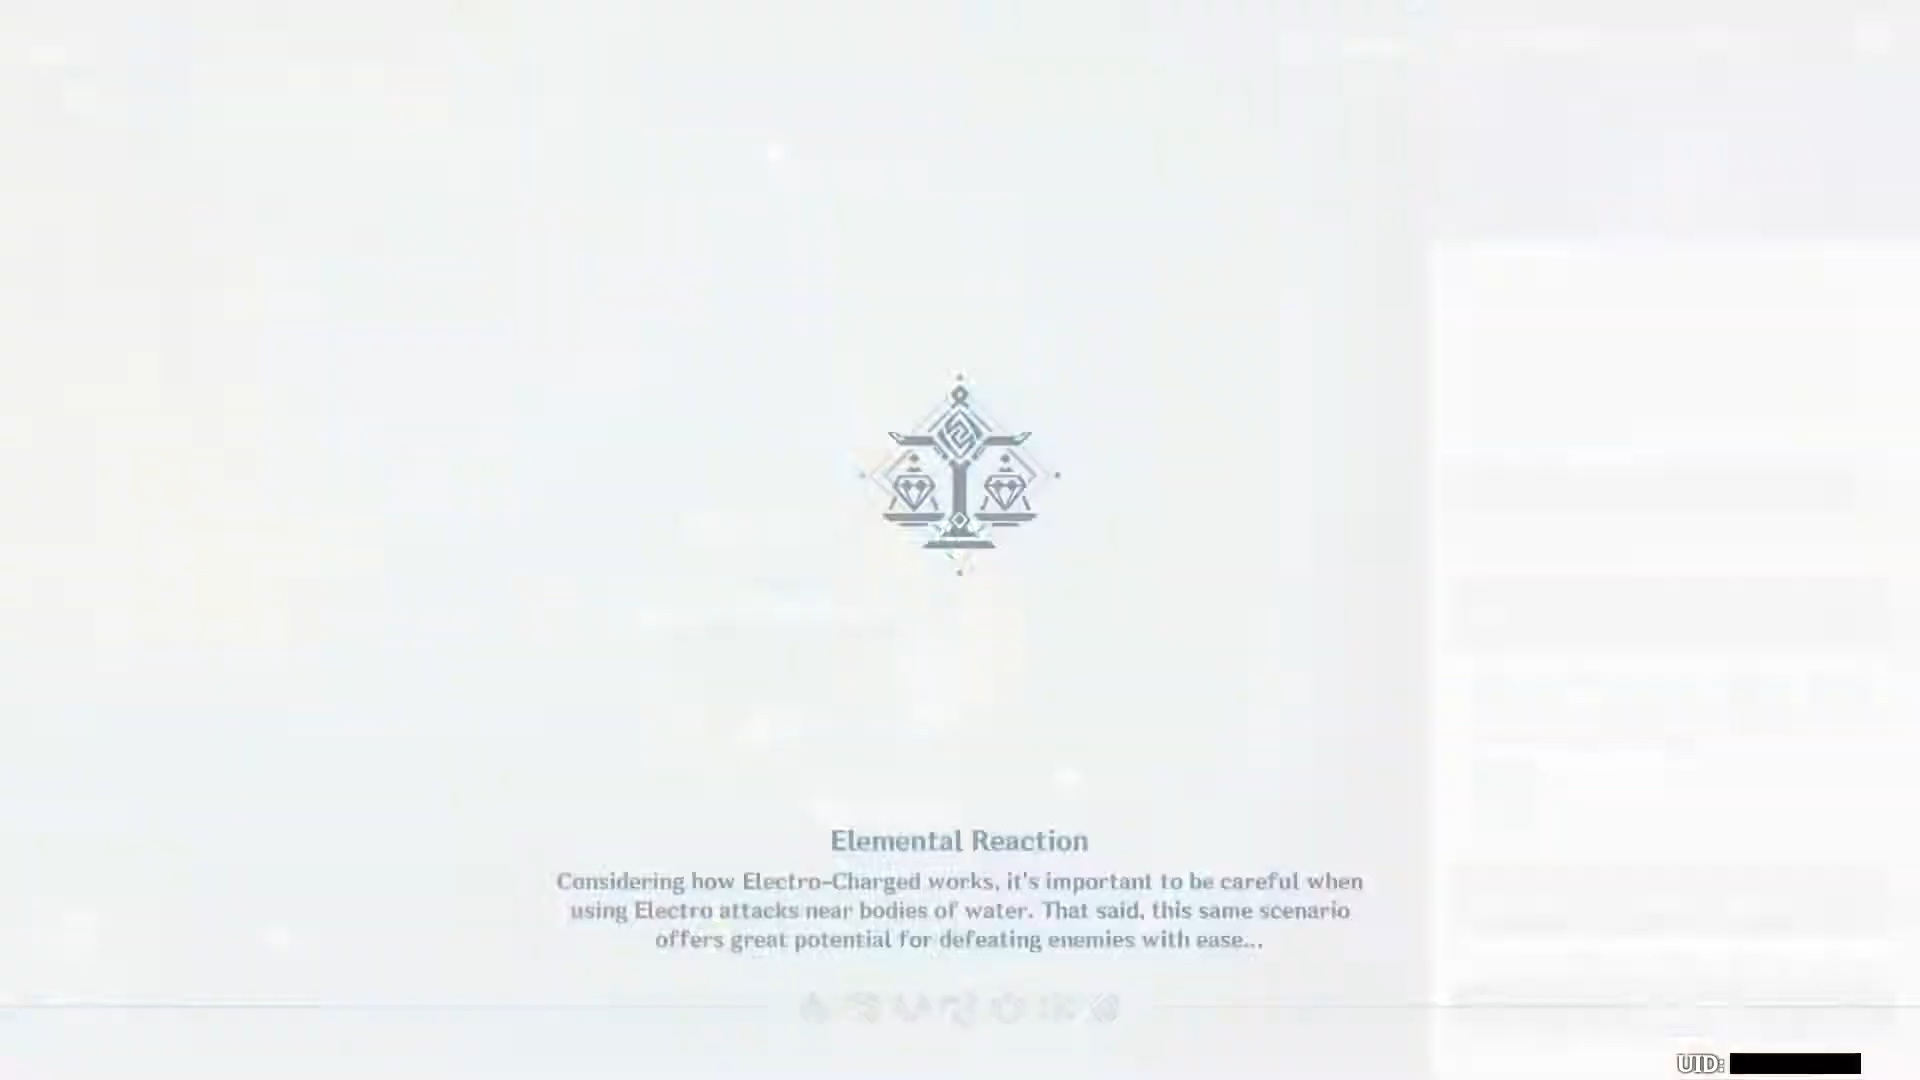 Elemental Reaction
Considering how Electro-Charged works, it's important to be careful when
using Electro attacks near bodies of water. That said, this same scenario
offers great potential for defeating enemies with ease...
UID: